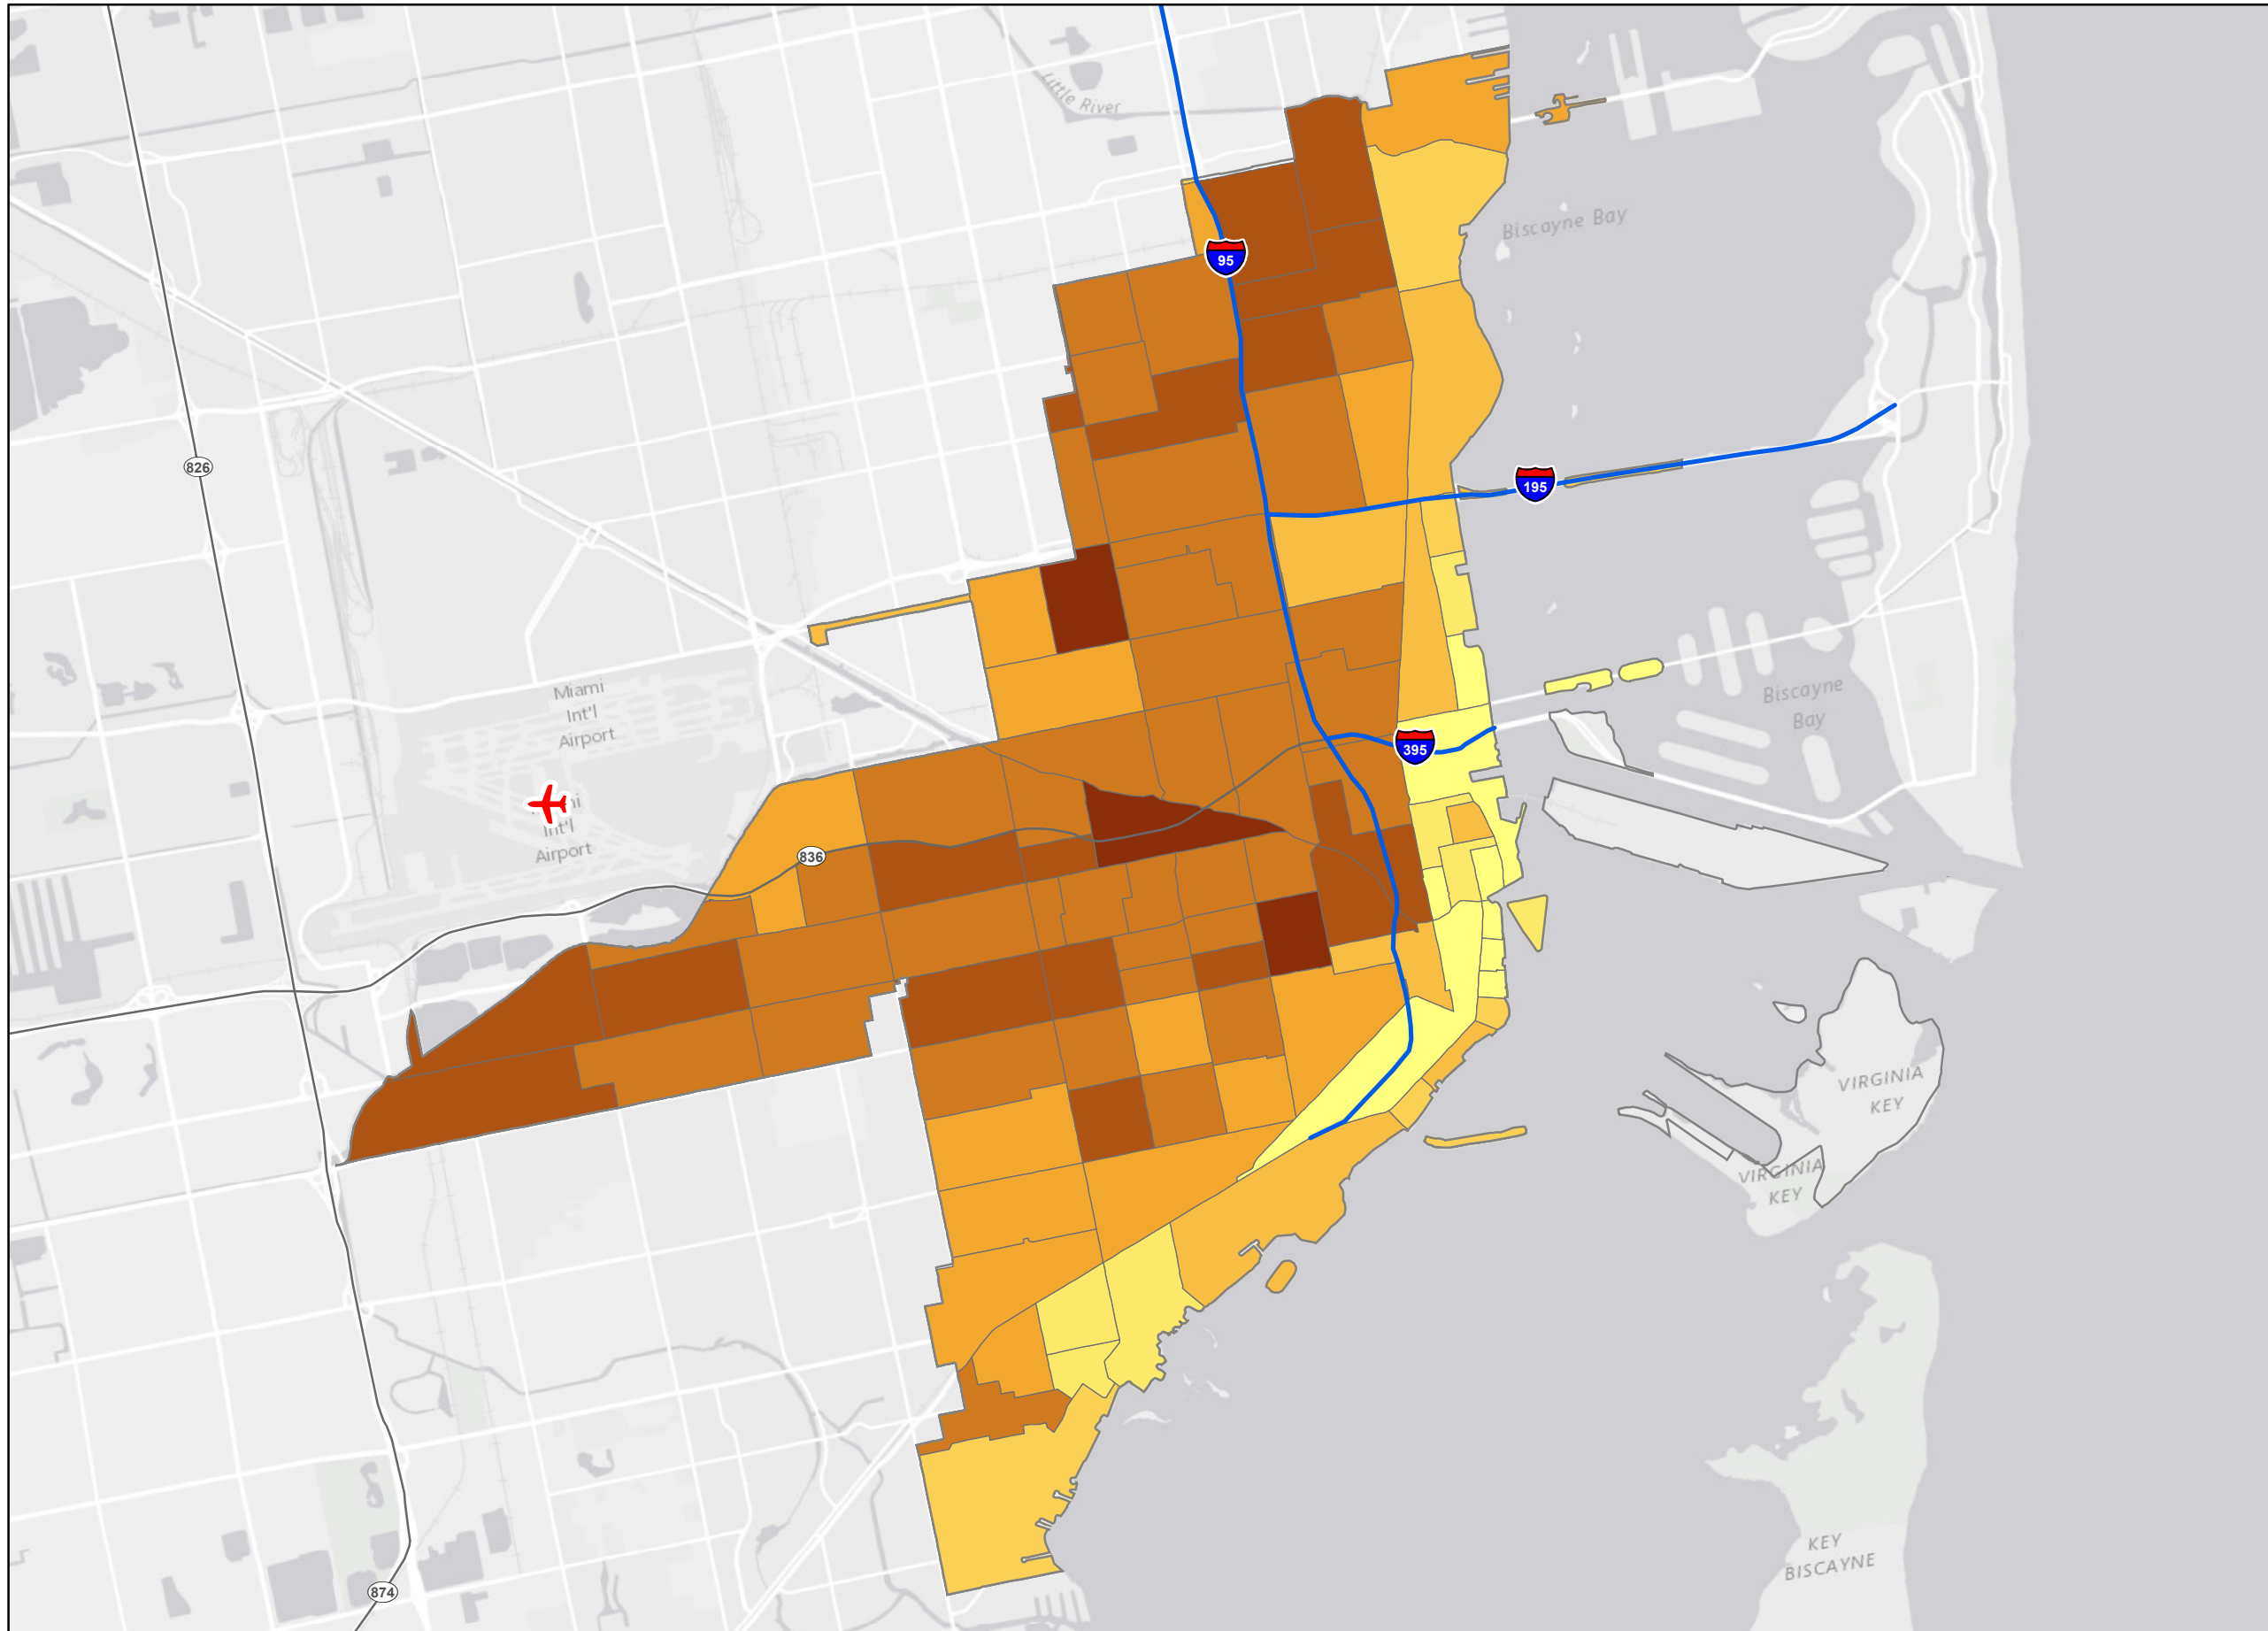 Little River
95
Biscayne Bay
826
195
Miami
Int'l
Airport
Biscayne
Bay
395
Int'l
Airport
836
VIRGINIA
KEY
VIRGINIA
KEY
KEY
BISCAYNE
874